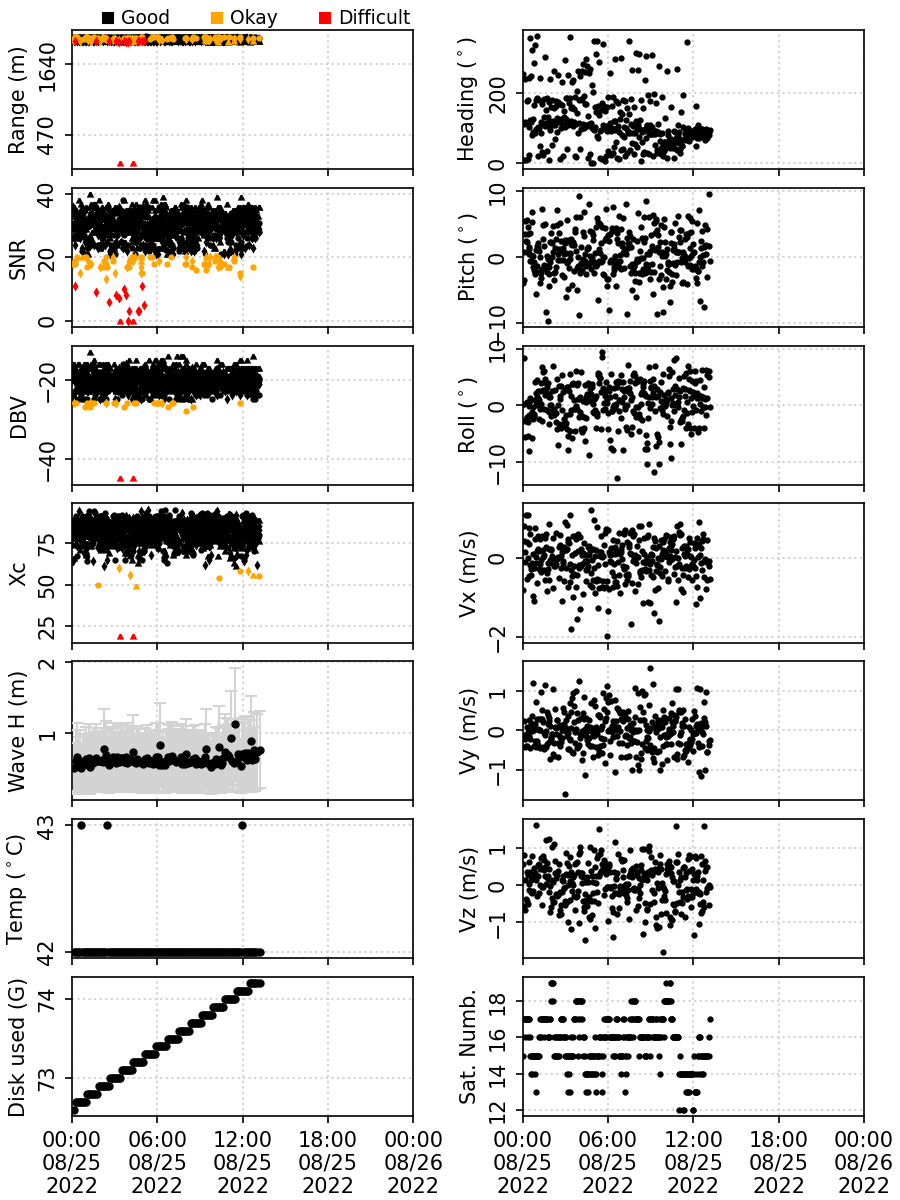 Good Okay Difficult
Range (m)
1640
470
Heading (°)
200
0
SNR
40
20
0
Pitch (°)
10
0
−10
DBV
−20
−40
Roll (°)
10
0
−10
Xc
75
50
25
Vx (m/s)
0
−2
Wave H (m)
2
1
Vy (m/s)
1
0
−1
Temp (°C)
43
42
Vz (m/s)
1
0
−1
Disk used (G)
74
73
Sat. Numb.
18
16
14
12
00:00 06:00 12:00 18:00 00:00
08/25 08/25 08/25 08/25 08/26
2022 2022 2022 2022 2022
00:00 06:00 12:00 18:00 00:00
08/25 08/25 08/25 08/25 08/26
2022 2022 2022 2022 2022